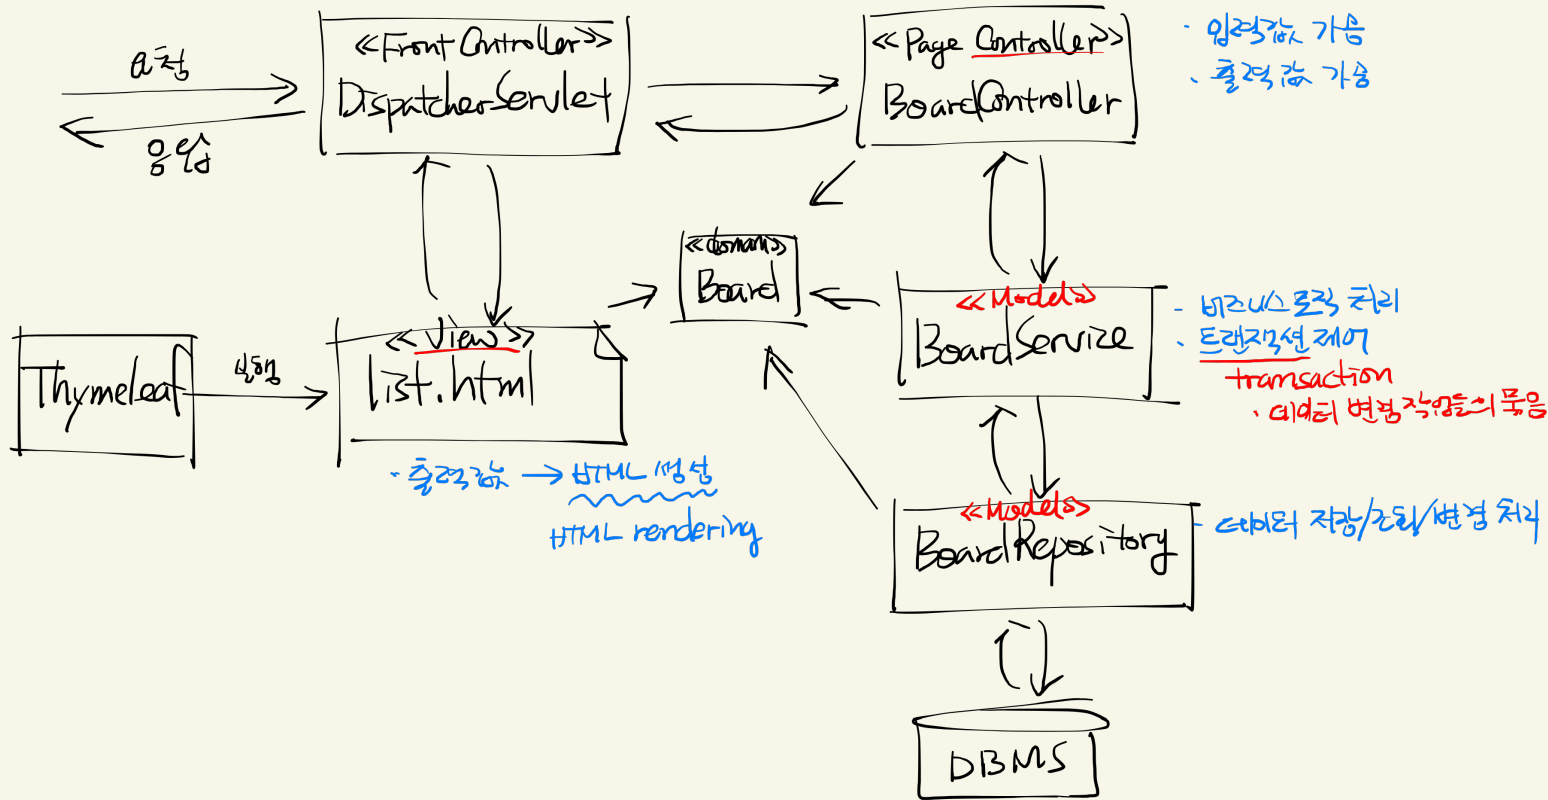 요청
응답
<<Front Controller>>
DispatcherServlet
<<Page Controller>>
BoardController
· 입력값 가공
· 출력값 가공
<<domain>>
Board
<<Model>>
BoardService
- 비즈니스 로직 처리
· 트랜잭션 제어
transaction
· 데이터 변경 작업들의 묶음
Thymeleaf
실행
<<View>>
list.html
· 출력값 → HTML 생성
HTML rendering
<<Model>>
BoardRepository
- 데이터 저장/조회/변경 처리
DBMS